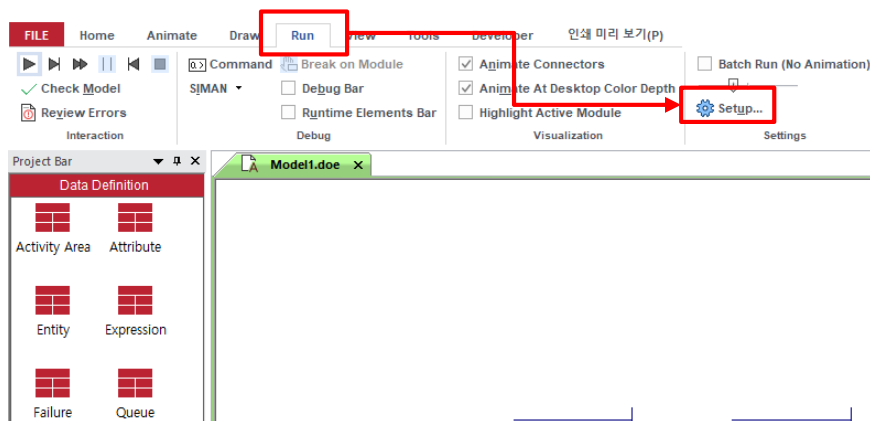 FILE Home Animate Draw Run View Tools Developer 인쇄 미리 보기(P)
Command Break on Module Animate Connectors Batch Run (No Animation)
Check Model SIMAN Debug Bar Animate At Desktop Color Depth
Review Errors Runtime Elements Bar Highlight Active Module Setup...
Interaction Debug Visualization Settings
Project Bar Model1.doe
Data Definition
Activity Area Attribute
Entity Expression
Failure Queue